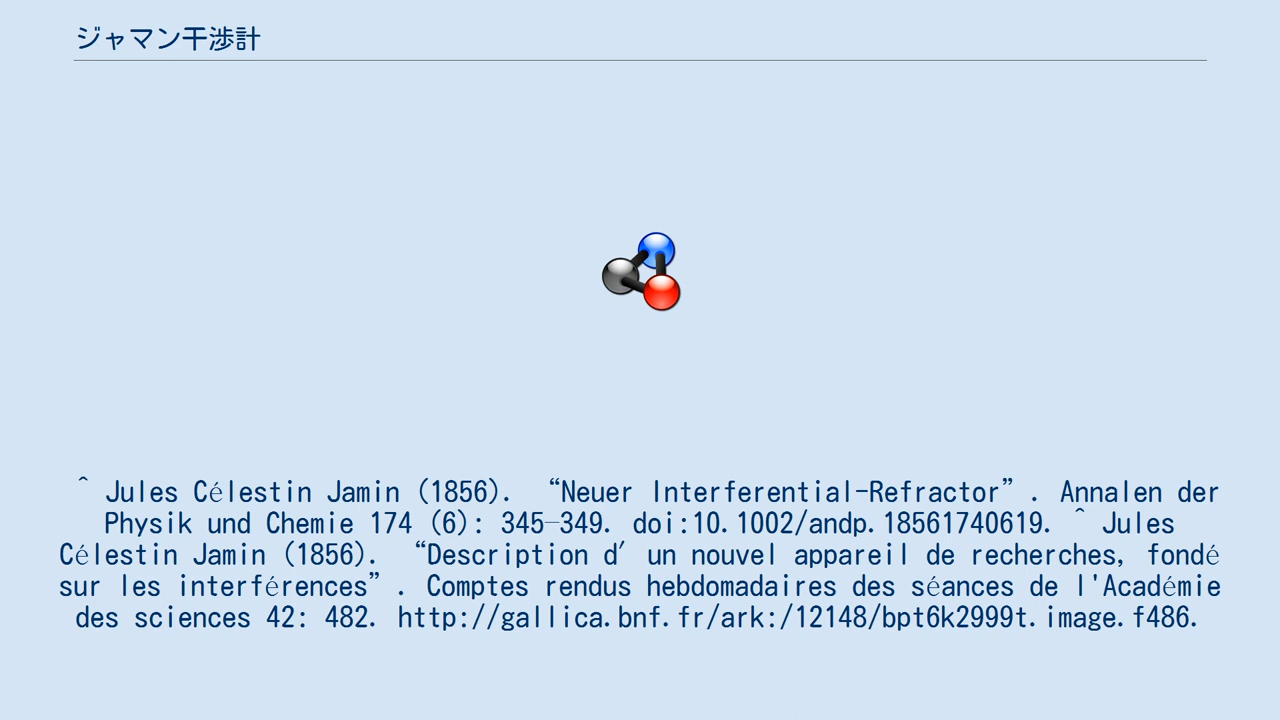 ジャマン干渉計
^ Jules Célestin Jamin (1856). “Neuer Interferential-Refractor”. Annalen der
Physik und Chemie 174 (6): 345–349. doi:10.1002/andp.18561740619. ^ Jules
Célestin Jamin (1856). “Description d’un nouvel appareil de recherches, fondé
sur les interférences”. Comptes rendus hebdomadaires des séances de l'Académie
des sciences 42: 482. http://gallica.bnf.fr/ark:/12148/bpt6k2999t.image.f486.